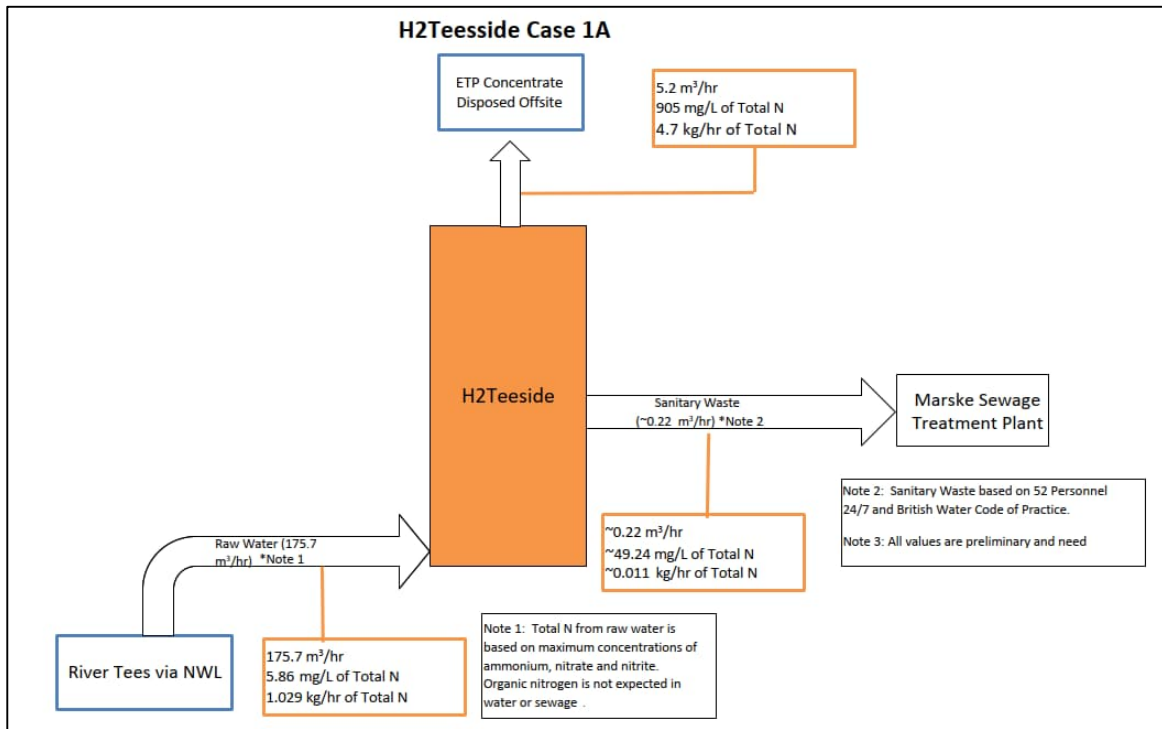 H2Teesside Case 1A
ETP Concentrate
Disposed Offsite
5.2 m³/hr
905 mg/L of Total N
4.7 kg/hr of Total N
H2Teeside
Sanitary Waste
(~0.22 m³/hr) *Note 2
Marske Sewage
Treatment Plant
Note 2: Sanitary Waste based on 52 Personnel
24/7 and British Water Code of Practice.
Note 3: All values are preliminary and need
~0.22 m³/hr
~49.24 mg/L of Total N
~0.011 kg/hr of Total N
Raw Water (175.7
m³/hr) *Note 1
River Tees via NWL
175.7 m³/hr
5.86 mg/L of Total N
1.029 kg/hr of Total N
Note 1: Total N from raw water is
based on maximum concentrations of
ammonium, nitrate and nitrite.
Organic nitrogen is not expected in
water or sewage .